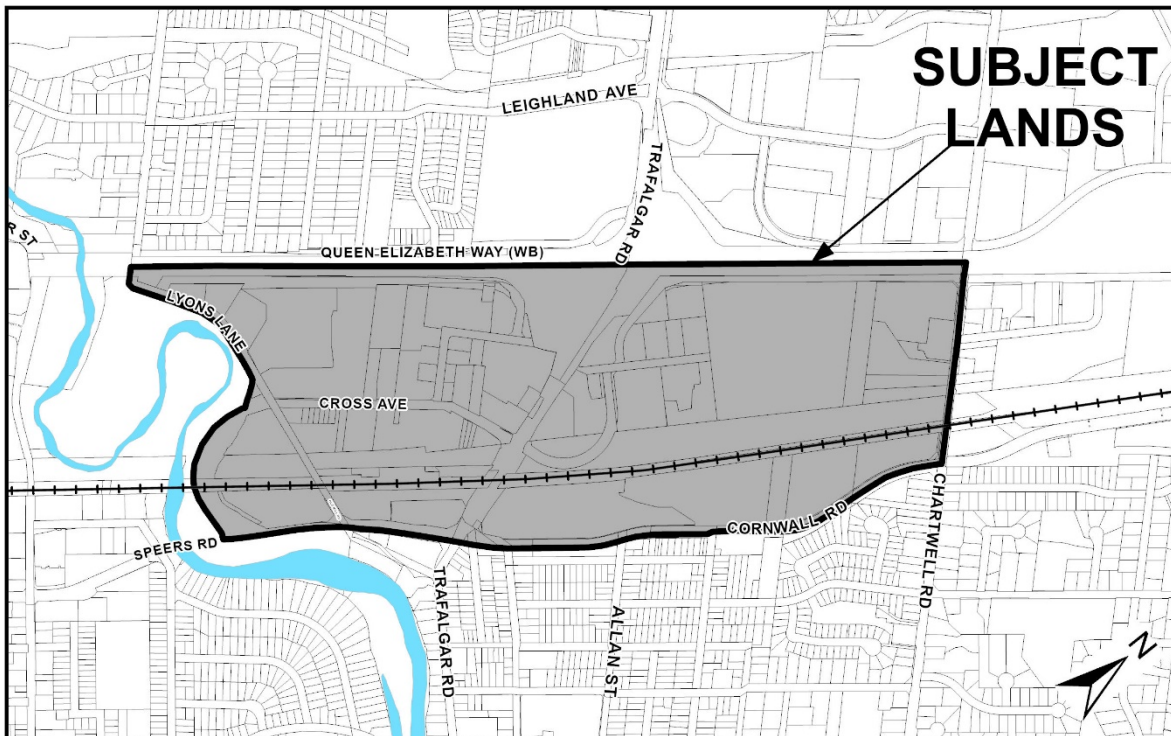 SUBJECT
LANDS
LEIGHLAND AVE
TRAFALGAR RD
R ST
QUEEN ELIZABETH WAY (WB)
LYONS LANE
CROSS AVE
CORNWALL RD
CHARTWELL RD
SPEERS RD
TRAFALGAR RD
ALLAN ST
N